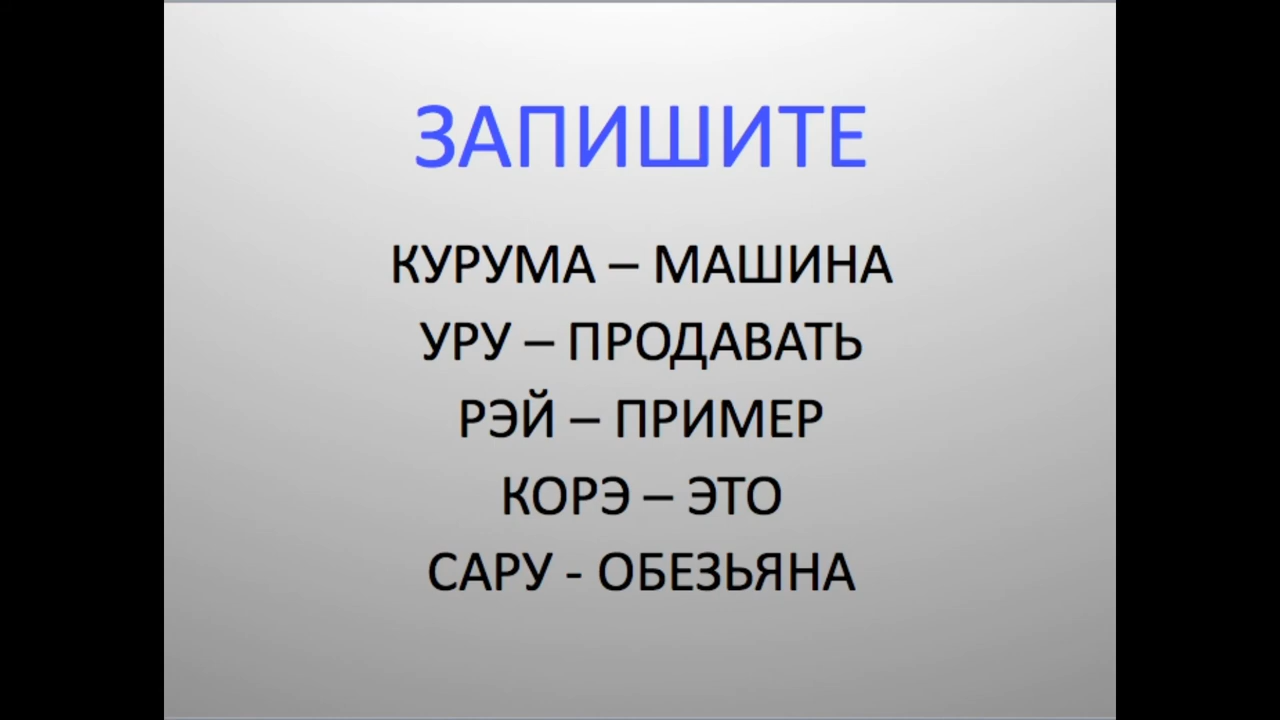 ЗАПИШИТЕ
КУРУМА – МАШИНА
УРУ – ПРОДАВАТЬ
РЭЙ – ПРИМЕР
КОРЭ – ЭТО
САРУ - ОБЕЗЬЯНА